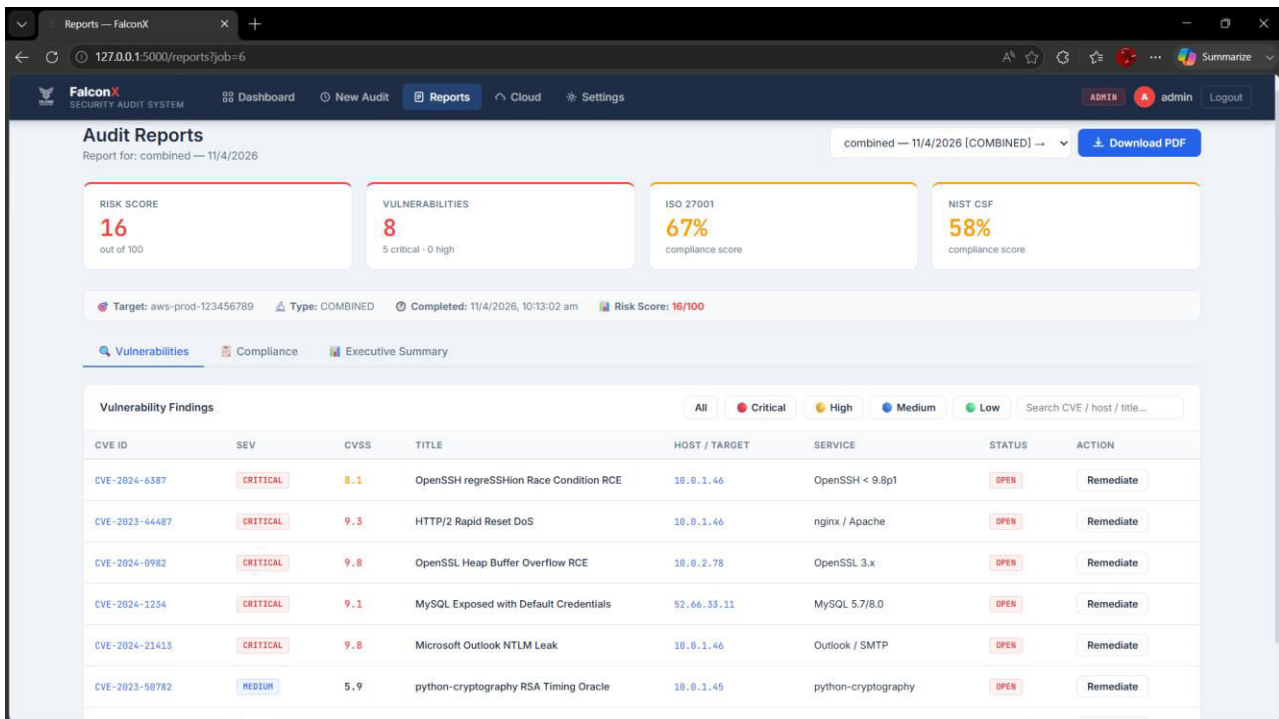 Reports — FalconX
127.0.0.1:5000/reports?job=6
Summarize
FalconX
SECURITY AUDIT SYSTEM
Dashboard
New Audit
Reports
Cloud
Settings
ADMIN
A
admin
Logout
Audit Reports
Report for: combined — 11/4/2026
combined — 11/4/2026 [COMBINED] →
Download PDF
RISK SCORE
16
out of 100
VULNERABILITIES
8
5 critical · 0 high
ISO 27001
67%
compliance score
NIST CSF
58%
compliance score
Target: aws-prod-123456789 Type: COMBINED Completed: 11/4/2026, 10:13:02 am Risk Score: 16/100
Vulnerabilities Compliance Executive Summary
Vulnerability Findings
All Critical High Medium Low Search CVE / host / title...
CVE ID SEV CVSS TITLE HOST / TARGET SERVICE STATUS ACTION
CVE-2024-6387 CRITICAL 8.1 OpenSSH regreSSHion Race Condition RCE 10.0.1.46 OpenSSH < 9.8p1 OPEN Remediate
CVE-2023-44487 CRITICAL 9.3 HTTP/2 Rapid Reset DoS 10.0.1.46 nginx / Apache OPEN Remediate
CVE-2024-0982 CRITICAL 9.8 OpenSSL Heap Buffer Overflow RCE 10.0.2.78 OpenSSL 3.x OPEN Remediate
CVE-2024-1234 CRITICAL 9.1 MySQL Exposed with Default Credentials 52.66.33.11 MySQL 5.7/8.0 OPEN Remediate
CVE-2024-21413 CRITICAL 9.8 Microsoft Outlook NTLM Leak 10.0.1.46 Outlook / SMTP OPEN Remediate
CVE-2023-50782 MEDIUM 5.9 python-cryptography RSA Timing Oracle 10.0.1.45 python-cryptography OPEN Remediate